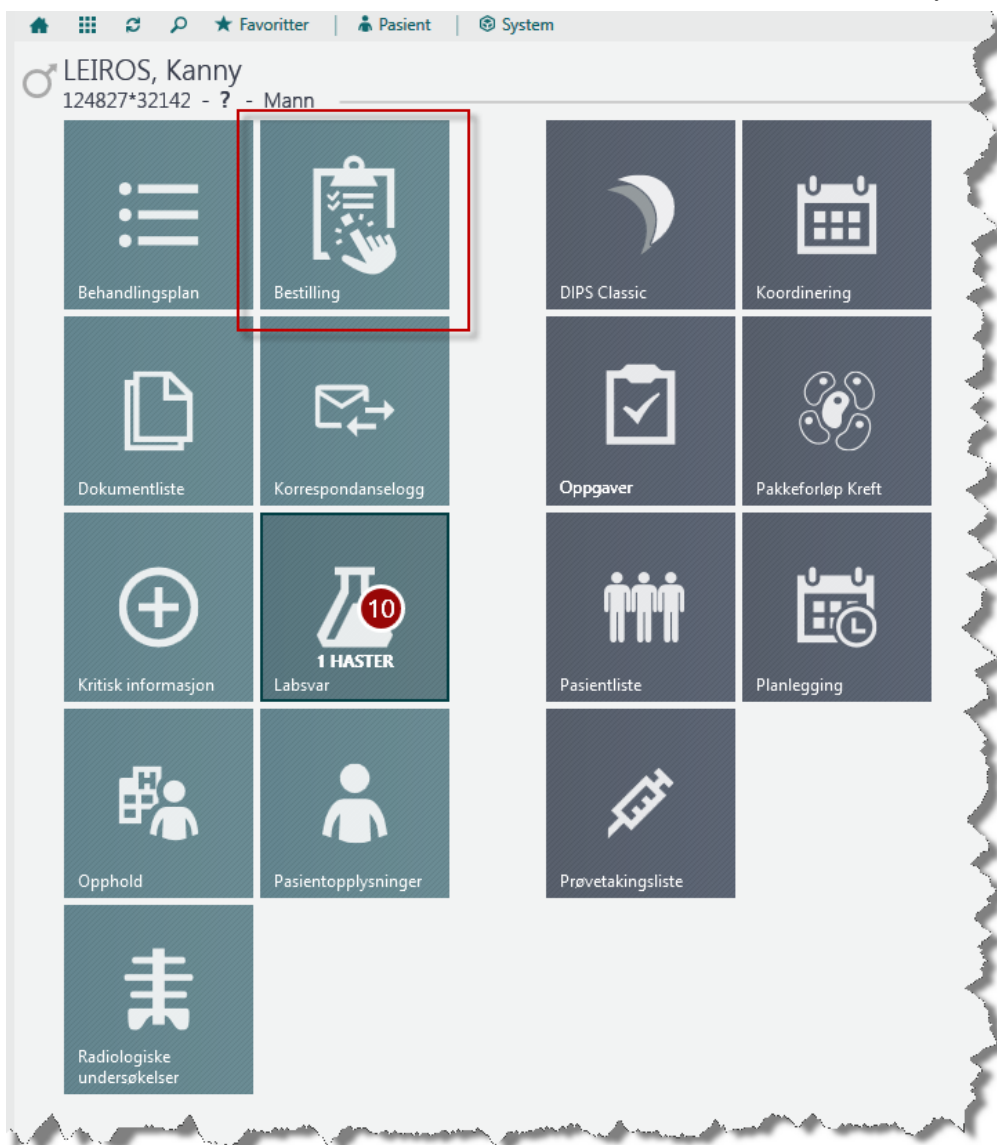 Favoritter | Pasient | System
LEIROS, Kanny
124827*32142 - ? - Mann
Behandlingsplan
Bestilling
DIPS Classic
Koordinering
Dokumentliste
Korrespondanselogg
Oppgaver
Pakkeforløp Kreft
10
1 HASTER
Kritisk informasjon
Labsvar
Pasientliste
Planlegging
H
Opphold
Pasientopplysninger
Prøvetakingsliste
Radiologiske
undersøkelser